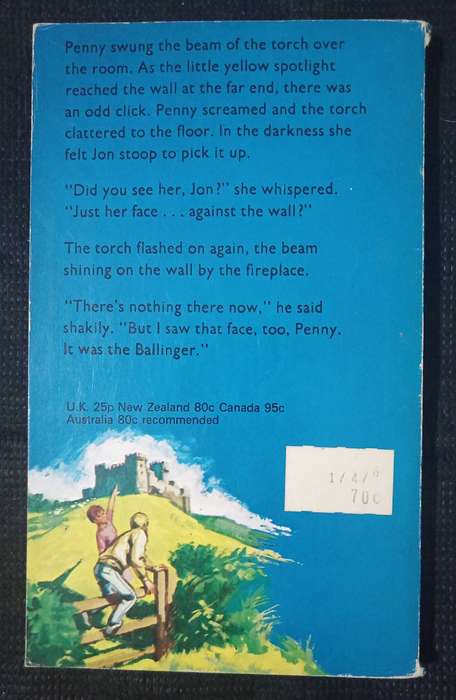 Penny swung the beam of the torch over
the room. As the little yellow spotlight
reached the wall at the far end, there was
an odd click. Penny screamed and the torch
clattered to the floor. In the darkness she
felt Jon stoop to pick it up.
"Did you see her, Jon?" she whispered.
"Just her face . . . against the wall?"
The torch flashed on again, the beam
shining on the wall by the fireplace.
"There's nothing there now," he said
shakily. "But I saw that face, too, Penny.
It was the Ballinger."
U.K. 25p New Zealand 80c Canada 95c
Australia 80c recommended
70c